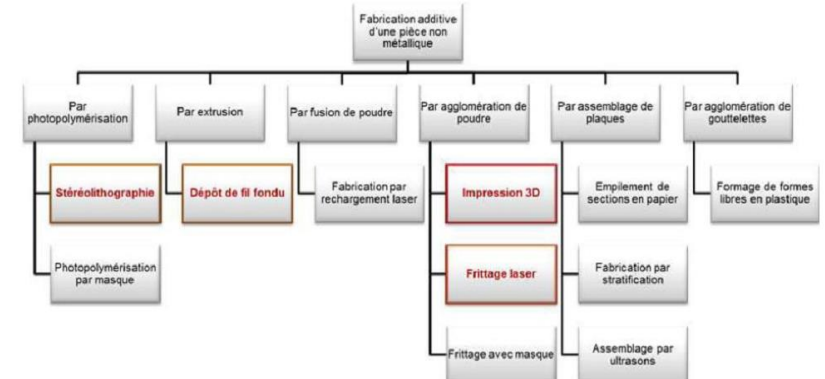 Fabrication additive
d'une pièce non
métallique
Par
photopolymérisation
Par extrusion
Par fusion de poudre
Par agglomération de
poudre
Par assemblage de
plaques
Par agglomération de
gouttelettes
Stéréolithographie
Dépôt de fil fondu
Fabrication par
rechargement laser
Impression 3D
Empilement de
sections en papier
Formage de formes
libres en plastique
Photopolymérisation
par masque
Frittage laser
Fabrication par
stratification
Frittage avec masque
Assemblage par
ultrasons